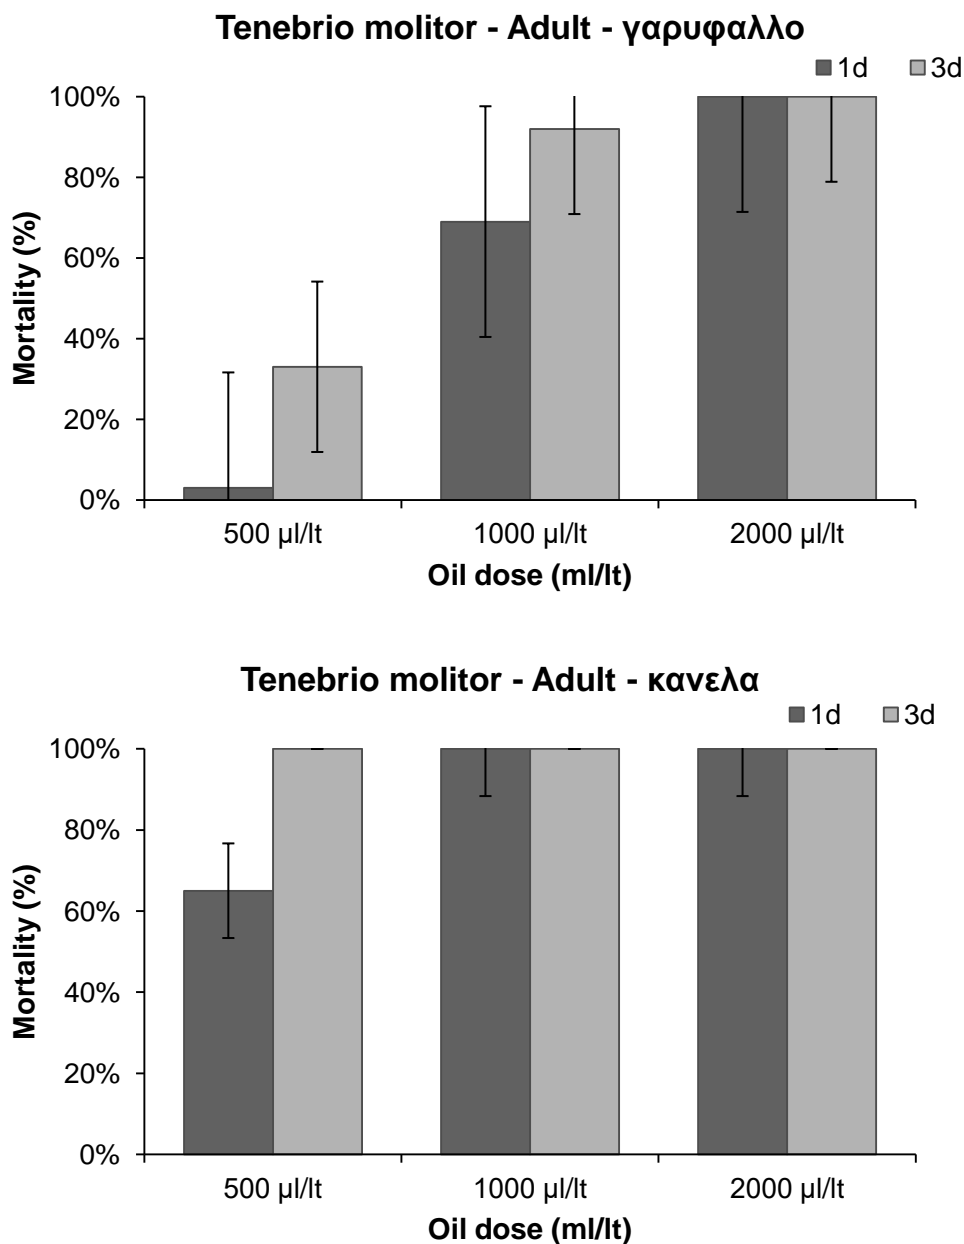 Tenebrio molitor - Adult - γαρυφαλλο
1d 3d
100%
80%
60%
40%
20%
0%
Mortality (%)
500 μl/lt 1000 μl/lt 2000 μl/lt
Oil dose (ml/lt)
Tenebrio molitor - Adult - κανελα
1d 3d
100%
80%
60%
40%
20%
0%
Mortality (%)
500 μl/lt 1000 μl/lt 2000 μl/lt
Oil dose (ml/lt)